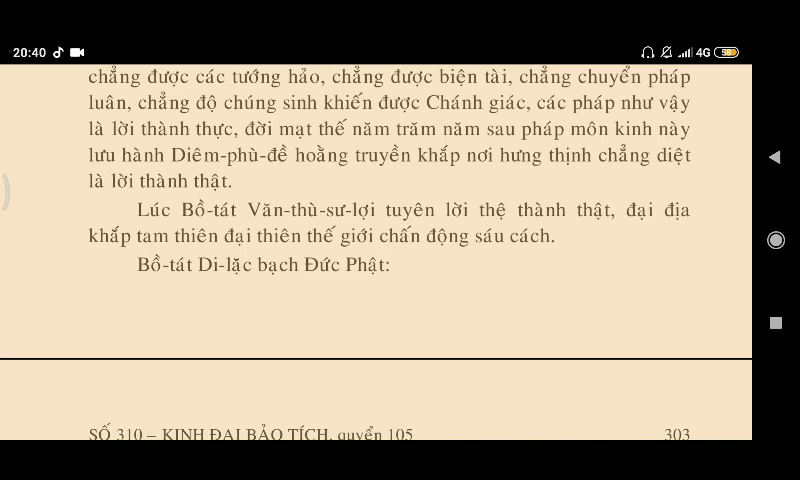 20:40
4G 58
chẳng được các tướng hảo, chẳng được biện tài, chẳng chuyển pháp
luân, chẳng độ chúng sinh khiến được Chánh giác, các pháp như vậy
là lời thành thực, đời mạt thế năm trăm năm sau pháp môn kinh này
lưu hành Diêm-phù-đề hoằng truyền khắp nơi hưng thịnh chẳng diệt
là lời thành thật.
Lúc Bồ-tát Văn-thù-sư-lợi tuyên lời thệ thành thật, đại địa
khắp tam thiên đại thiên thế giới chấn động sáu cách.
Bồ-tát Di-lặc bạch Đức Phật:
SỐ 310 – KINH ĐẠI BẢO TÍCH, quyển 105 303